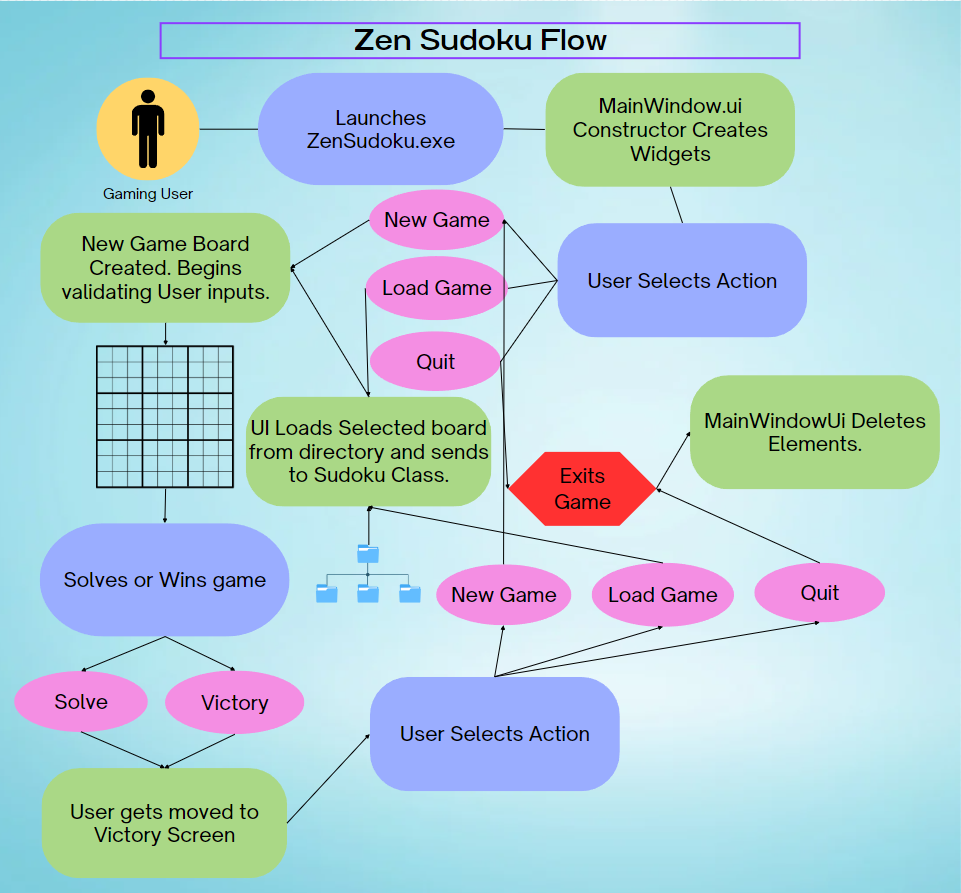 Zen Sudoku Flow
Launches
ZenSudoku.exe
MainWindow.ui
Constructor Creates
Widgets
Gaming User
New Game Board
Created. Begins
validating User inputs.
New Game
Load Game
Quit
User Selects Action
UI Loads Selected board
from directory and sends
to Sudoku Class.
Exits
Game
MainWindowUi Deletes
Elements.
Solves or Wins game
New Game
Load Game
Quit
Solve
Victory
User Selects Action
User gets moved to
Victory Screen